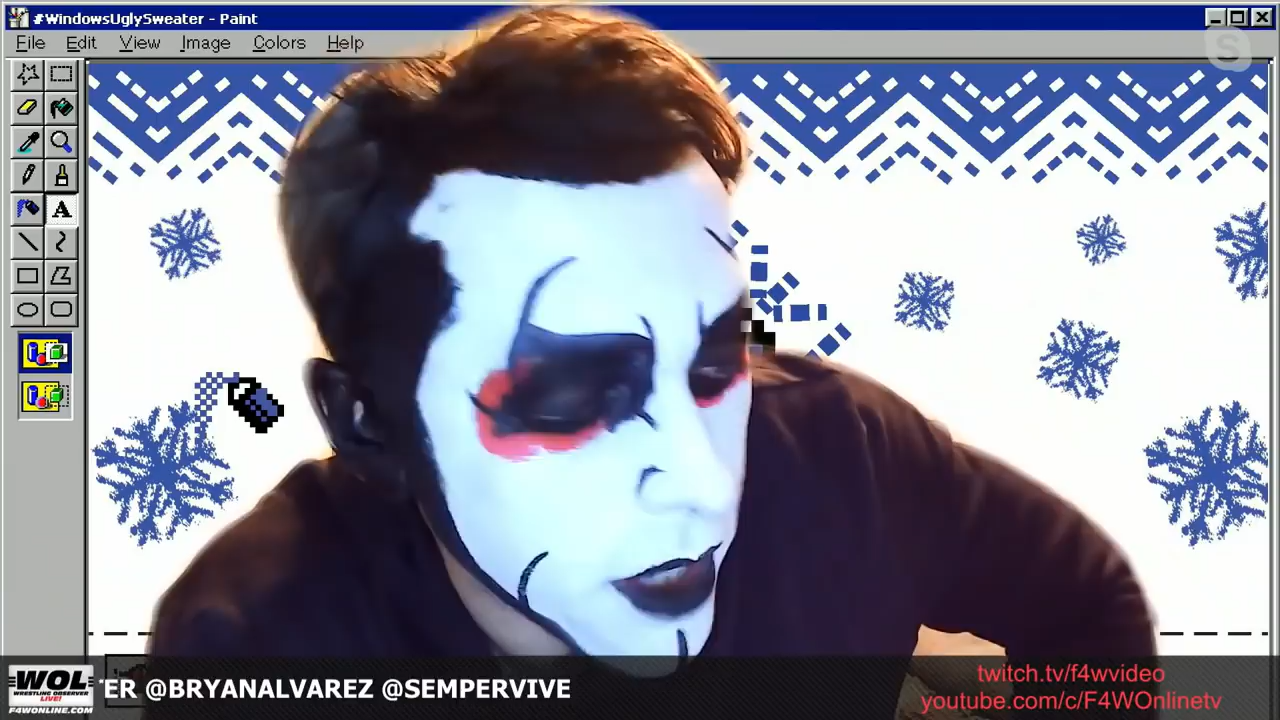 #WindowsUglySweater - Paint
File Edit View Image Colors Help
A
S
WOL
WRESTLING OBSERVER
LIVE!
F4WONLINE.COM
TER @BRYANALVAREZ @SEMPERVIVE
twitch.tv/f4wvideo
youtube.com/c/F4WOnlinetv